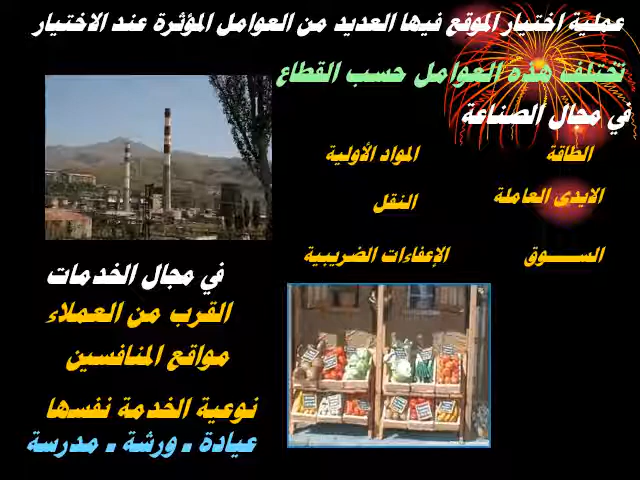 عملية اختيار الموقع فيها العديد من العوامل المؤثرة عند الاختيار
تختلف هذه العوامل حسب القطاع
في مجال الصناعة
الطاقة
المواد الأولية
الايدى العاملة
النقل
الســـــوق
الإعفاءات الضريبية
في مجال الخدمات
القرب من العملاء
مواقع المنافسين
نوعية الخدمة نفسها
عيادة - ورشة - مدرسة